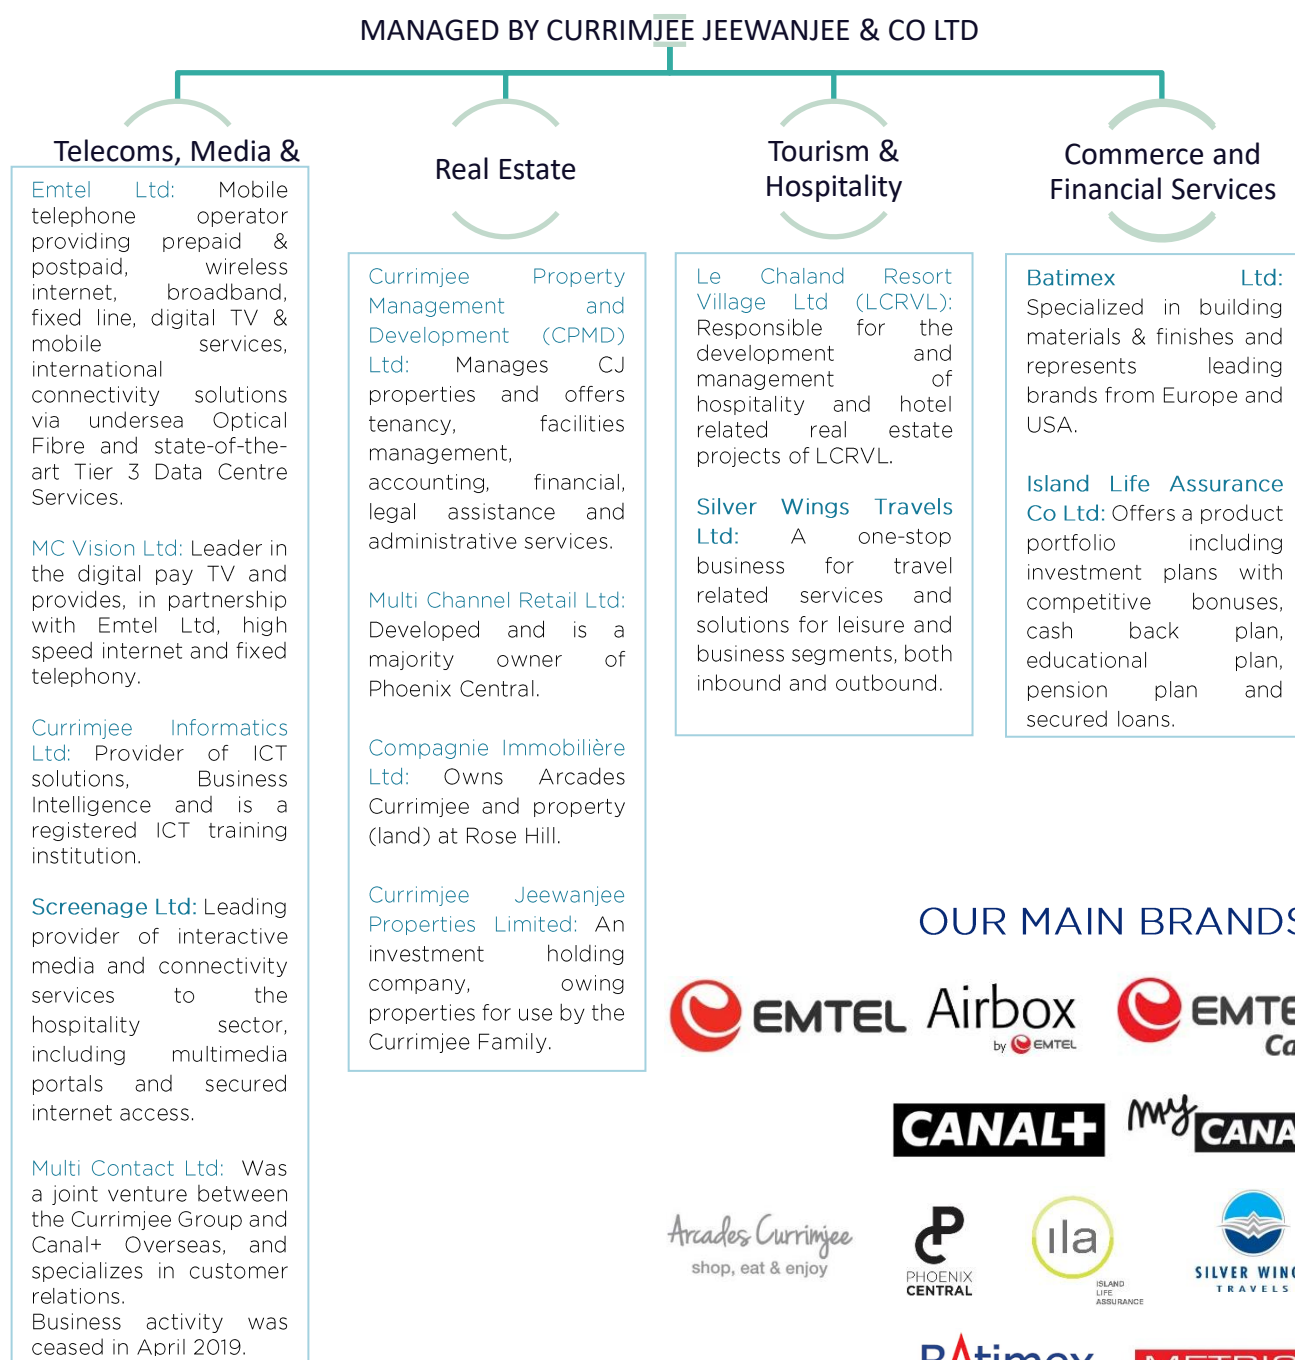 MANAGED BY CURRIMJEE JEEWANJEE & CO LTD
Telecoms, Media &
Emtel Ltd: Mobile
telephone operator
providing prepaid &
postpaid, wireless
internet, broadband,
fixed line, digital TV &
mobile services,
international
connectivity solutions
via undersea Optical
Fibre and state-of-the-
art Tier 3 Data Centre
Services.
MC Vision Ltd: Leader in
the digital pay TV and
provides, in partnership
with Emtel Ltd, high
speed internet and fixed
telephony.
Currimjee Informatics
Ltd: Provider of ICT
solutions, Business
Intelligence and is a
registered ICT training
institution.
Screenage Ltd: Leading
provider of interactive
media and connectivity
services to the
hospitality sector,
including multimedia
portals and secured
internet access.
Multi Contact Ltd: Was
a joint venture between
the Currimjee Group and
Canal+ Overseas, and
specializes in customer
relations.
Business activity was
ceased in April 2019.
Real Estate
Currimjee Property
Management and
Development (CPMD)
Ltd: Manages CJ
properties and offers
tenancy, facilities
management,
accounting, financial,
legal assistance and
administrative services.
Multi Channel Retail Ltd:
Developed and is a
majority owner of
Phoenix Central.
Compagnie Immobilière
Ltd: Owns Arcades
Currimjee and property
(land) at Rose Hill.
Currimjee Jeewanjee
Properties Limited: An
investment holding
company, owing
properties for use by the
Currimjee Family.
Tourism &
Hospitality
Le Chaland Resort
Village Ltd (LCRVL):
Responsible for the
development and
management of
hospitality and hotel
related real estate
projects of LCRVL.
Silver Wings Travels
Ltd: A one-stop
business for travel
related services and
solutions for leisure and
business segments, both
inbound and outbound.
Commerce and
Financial Services
Batimex Ltd:
Specialized in building
materials & finishes and
represents leading
brands from Europe and
USA.
Island Life Assurance
Co Ltd: Offers a product
portfolio including
investment plans with
competitive bonuses,
cash back plan,
educational plan,
pension plan and
secured loans.
OUR MAIN BRANDS
EMTEL
Airbox
by EMTEL
EMTE
Ca
CANAL+
my CANA
Arcades Currimjee
shop, eat & enjoy
PHOENIX
CENTRAL
ila
ISLAND
LIFE
ASSURANCE
SILVER WING
TRAVELS
BAtimex
METRIC